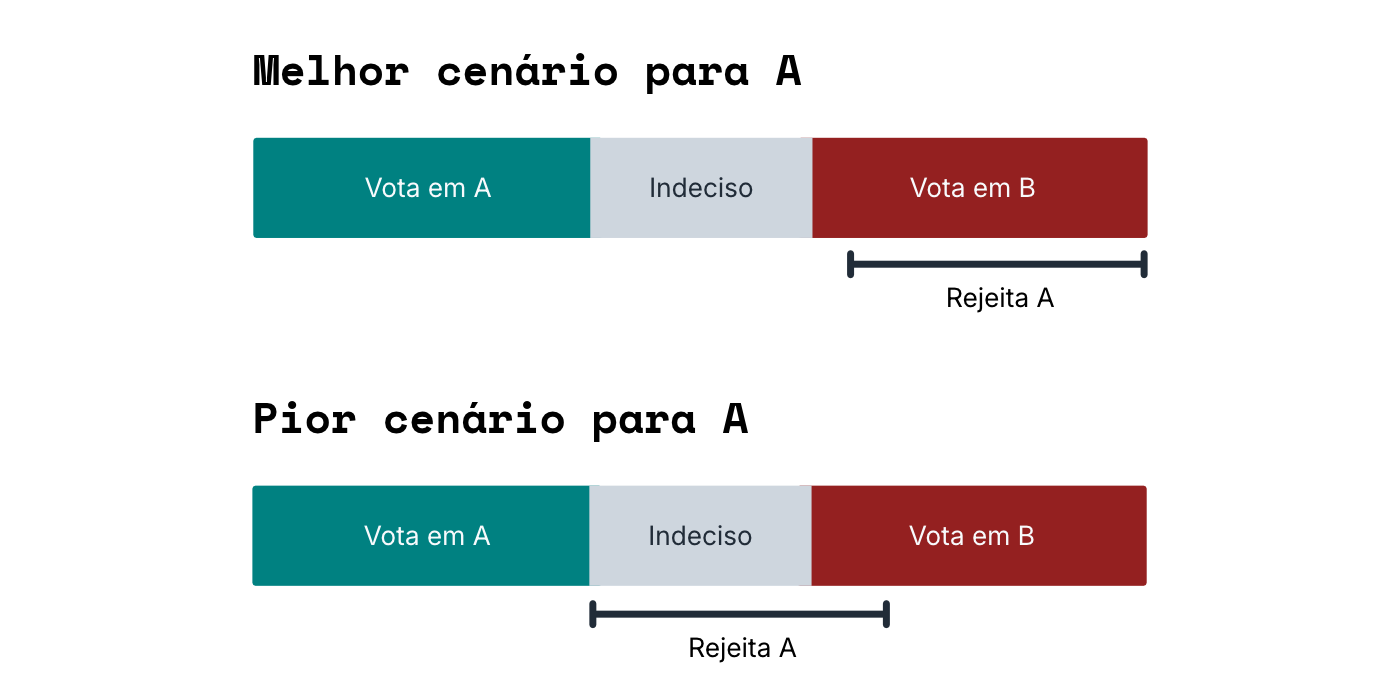 Melhor cenário para A
Vota em A
Indeciso
Vota em B
Rejeita A
Pior cenário para A
Vota em A
Indeciso
Vota em B
Rejeita A